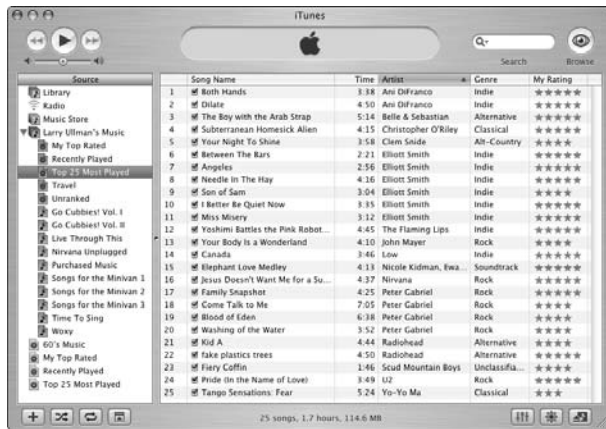 iTunes
Search
Browse
Source
Library
Radio
Music Store
Larry Ullman's Music
My Top Rated
Recently Played
Top 25 Most Played
Travel
Unranked
Go Cubbies! Vol. I
Go Cubbies! Vol. II
Live Through This
Nirvana Unplugged
Purchased Music
Songs for the Minivan 1
Songs for the Minivan 2
Songs for the Minivan 3
Time To Sing
Woxy
60's Music
My Top Rated
Recently Played
Top 25 Most Played
Song Name Time Artist Genre My Rating
1 Both Hands 3:38 Ani DiFranco Indie
2 Dilate 4:50 Ani DiFranco Indie
3 The Boy with the Arab Strap 5:14 Belle & Sebastian Alternative
4 Subterranean Homesick Alien 4:15 Christopher O'Riley Classical
5 Your Night To Shine 3:58 Clem Snide Alt-Country
6 Between The Bars 2:21 Elliott Smith Indie
7 Angeles 2:56 Elliott Smith Indie
8 Needle In The Hay 4:16 Elliott Smith Indie
9 Son of Sam 3:04 Elliott Smith Indie
10 I Better Be Quiet Now 3:35 Elliott Smith Indie
11 Miss Misery 3:12 Elliott Smith Indie
12 Yoshimi Battles the Pink Robot... 4:45 The Flaming Lips Indie
13 Your Body Is a Wonderland 4:10 John Mayer Rock
14 Canada 3:46 Low Indie
15 Elephant Love Medley 4:13 Nicole Kidman, Ewa... Soundtrack
16 Jesus Doesn't Want Me for a Su... 4:37 Nirvana Rock
17 Family Snapshot 4:25 Peter Gabriel Rock
18 Come Talk to Me 7:05 Peter Gabriel Rock
19 Blood of Eden 6:38 Peter Gabriel Rock
20 Washing of the Water 3:52 Peter Gabriel Rock
21 Kid A 4:44 Radiohead Alternative
22 fake plastics trees 4:50 Radiohead Alternative
23 Fiery Coffin 1:46 Scud Mountain Boys Unclassifia...
24 Pride (In the Name of Love) 3:49 U2 Rock
25 Tango Sensations: Fear 5:24 Yo-Yo Ma Classical
25 songs, 1.7 hours, 114.6 MB